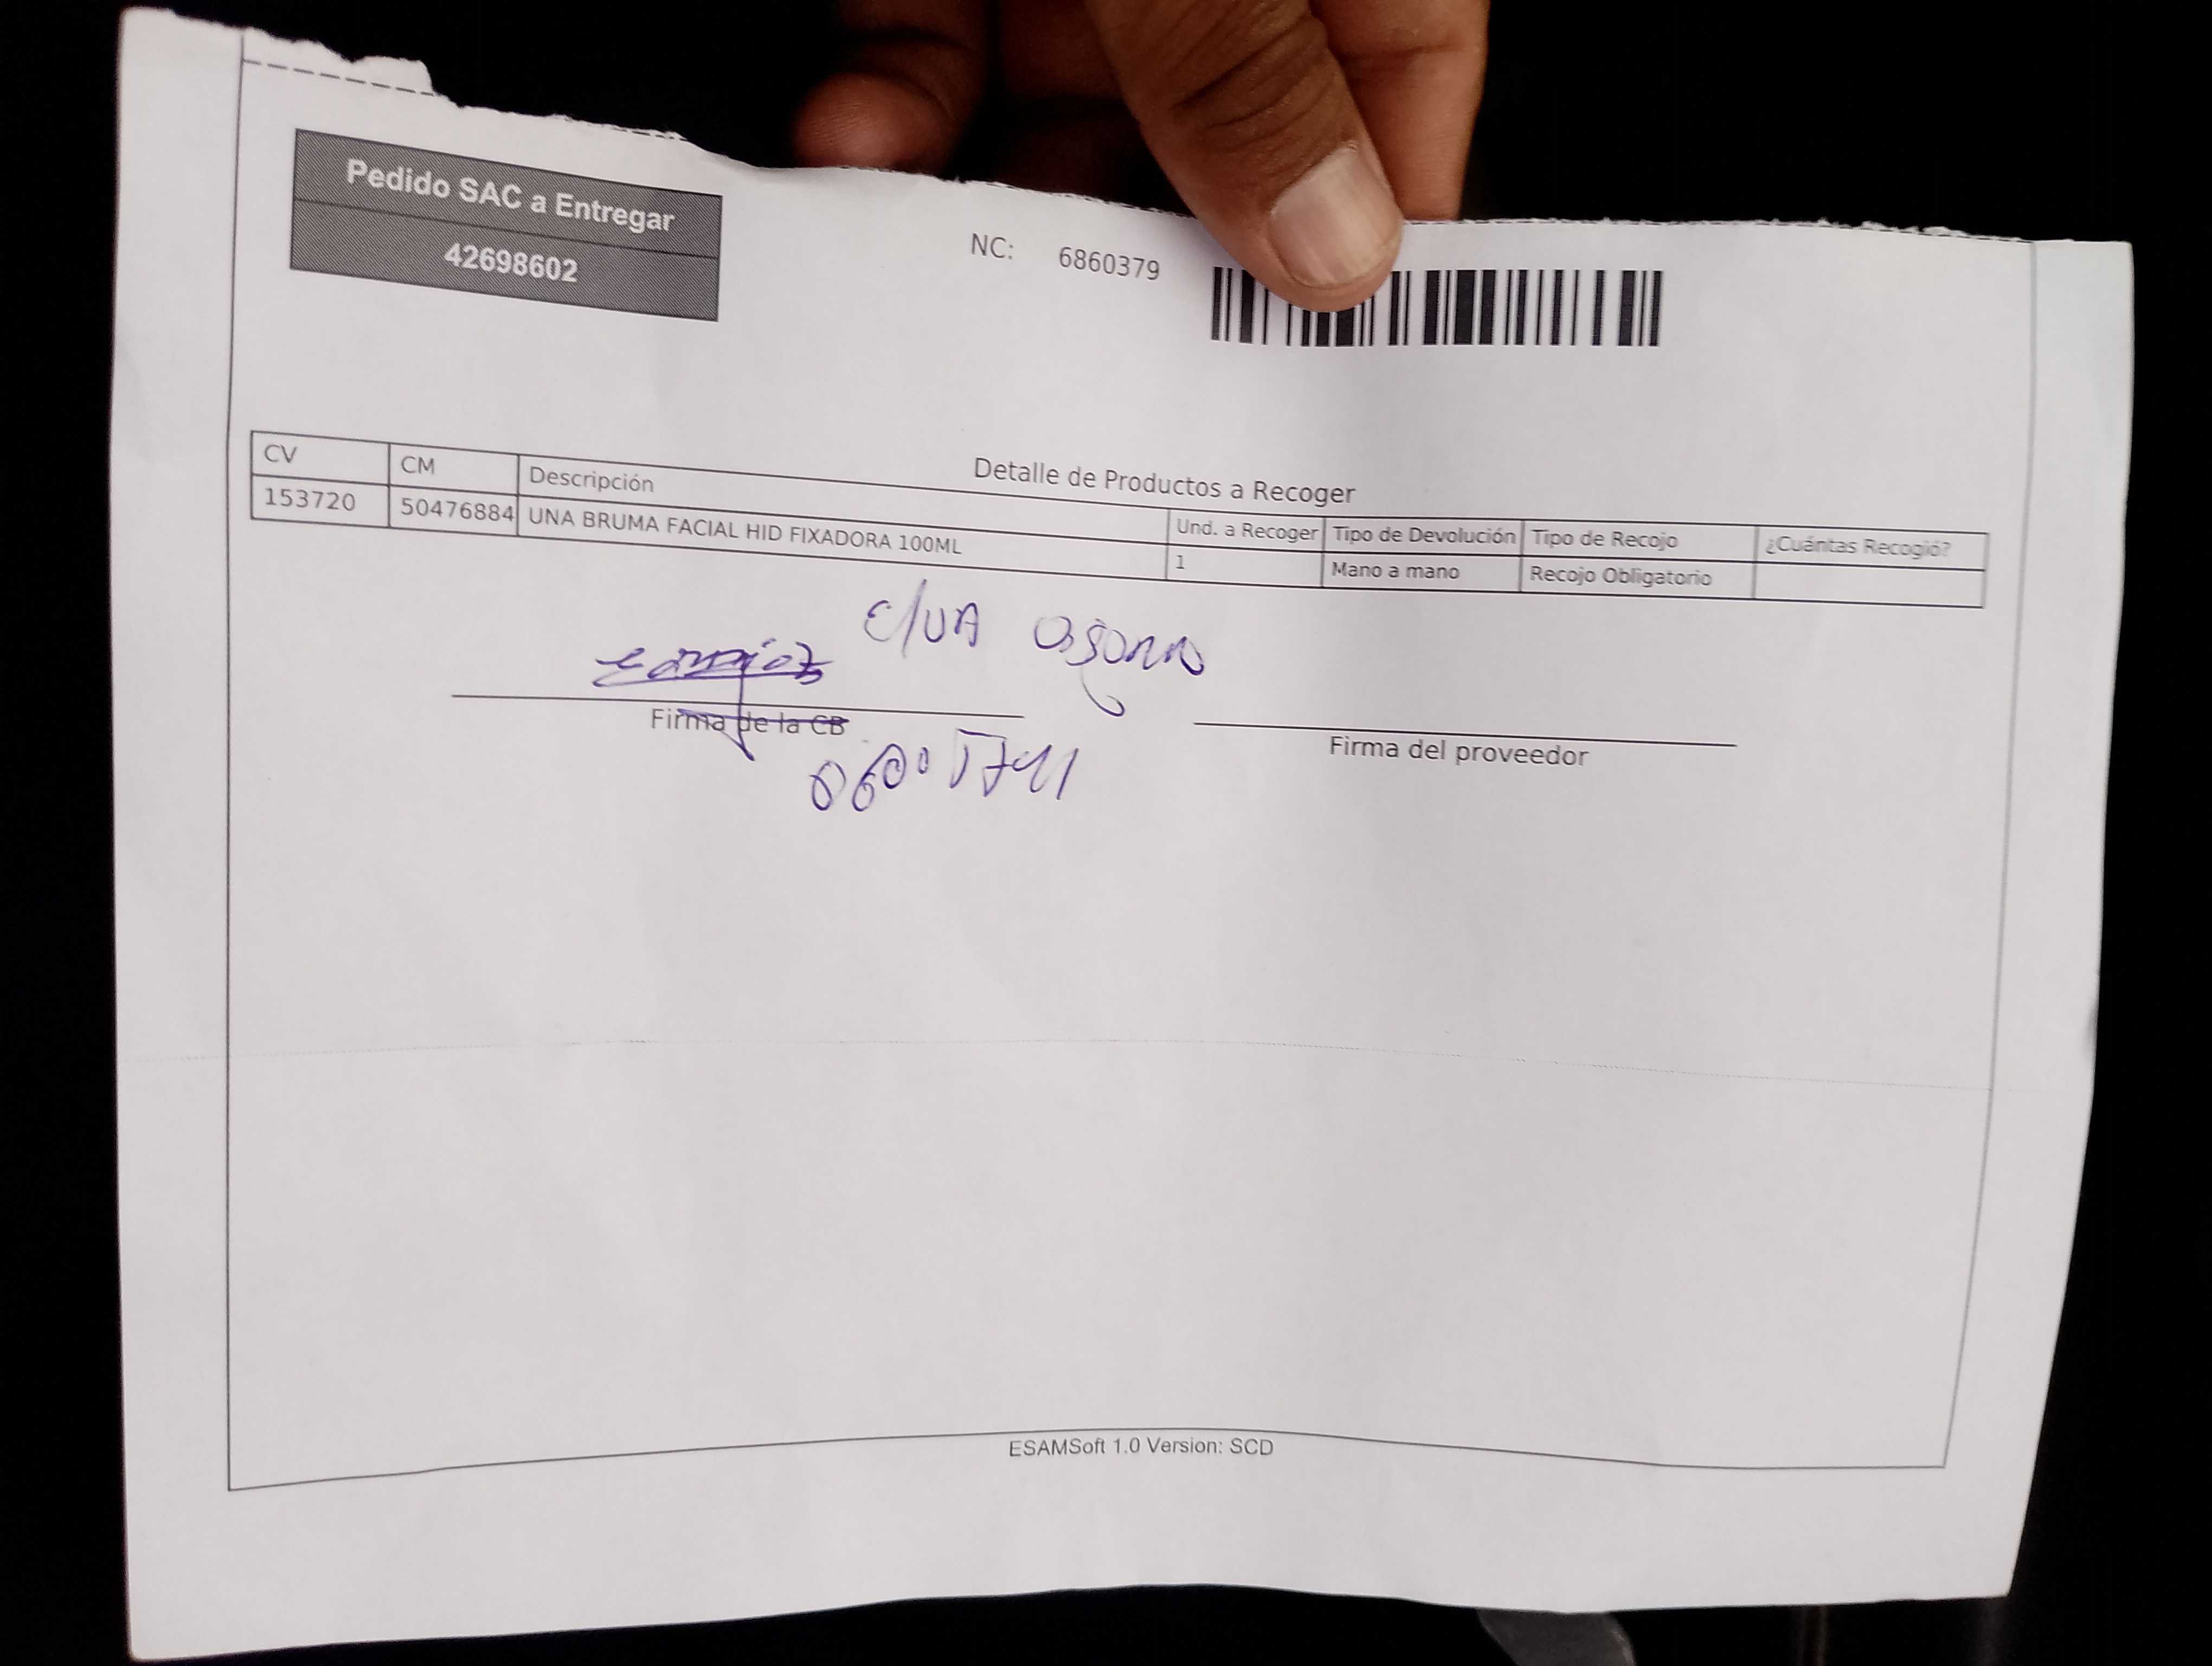 Pedido SAC a Entregar
42698602
NC: 6860379
Detalle de Productos a Recoger
CV CM Descripción Und. a Recoger Tipo de Devolución Tipo de Recojo ¿Cuántas Recogió?
153720 50476884 UNA BRUMA FACIAL HID FIXADORA 100ML 1 Mano a mano Recojo Obligatorio
Firma de la CB
Firma del proveedor
ESAMSoft 1.0 Version: SCD